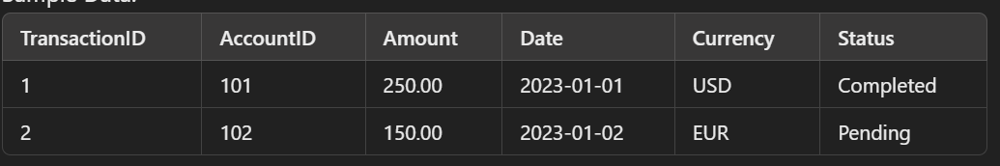 Sample Data:
TransactionID AccountID Amount Date Currency Status
1 101 250.00 2023-01-01 USD Completed
2 102 150.00 2023-01-02 EUR Pending